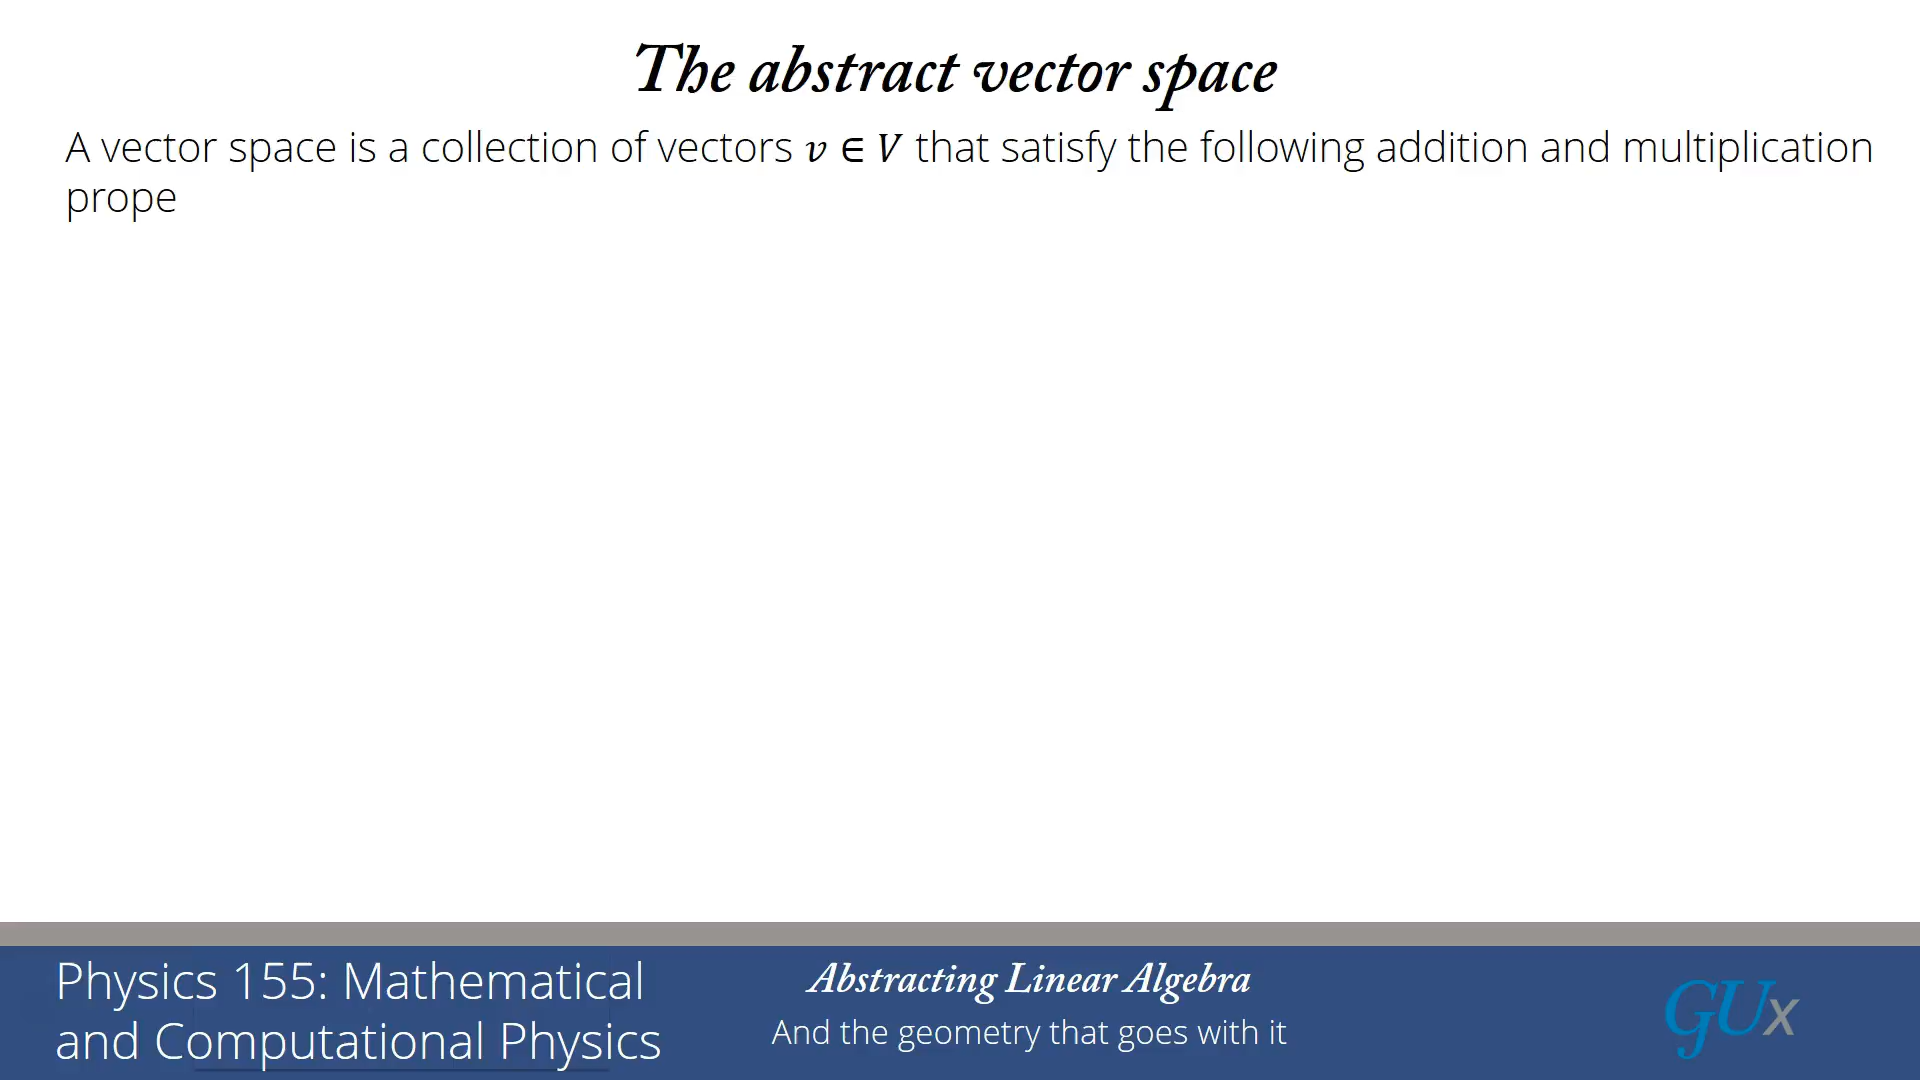 The abstract vector space
A vector space is a collection of vectors v ∈ V that satisfy the following addition and multiplication
prope
Physics 155: Mathematical
and Computational Physics
Abstracting Linear Algebra
And the geometry that goes with it
GUx